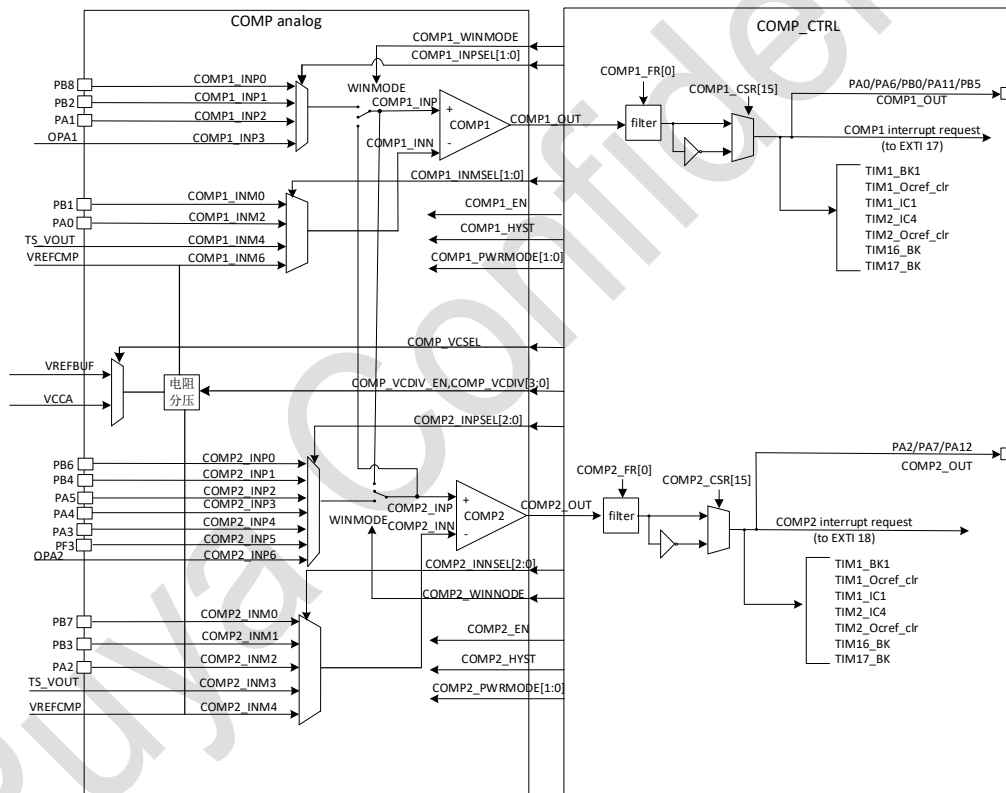 COMP analog
COMP_CTRL
COMP1_WINMODE
COMP1_INPSEL[1:0]
WINMODE
PB8
COMP1_INP0
PB2
COMP1_INP1
PA1
COMP1_INP2
OPA1
COMP1_INP3
COMP1_INP
COMP1_INN
+
-
COMP1
COMP1_OUT
COMP1_FR[0]
filter
COMP1_CSR[15]
PA0/PA6/PB0/PA11/PB5
COMP1_OUT
COMP1 interrupt request
(to EXTI 17)
TIM1_BK1
TIM1_Ocref_clr
TIM1_IC1
TIM2_IC4
TIM2_Ocref_clr
TIM16_BK
TIM17_BK
COMP1_INMSEL[1:0]
PB1
COMP1_INM0
PA0
COMP1_INM2
TS_VOUT
COMP1_INM4
VREFCMP
COMP1_INM6
COMP1_EN
COMP1_HYST
COMP1_PWRMODE[1:0]
COMP_VCSEL
VREFBUF
VCCA
电阻
分压
COMP_VCDIV_EN,COMP_VCDIV[3;0]
COMP2_INPSEL[2:0]
PB6
COMP2_INP0
PB4
COMP2_INP1
PA5
COMP2_INP2
PA4
COMP2_INP3
PA3
COMP2_INP4
PF3
COMP2_INP5
OPA2
COMP2_INP6
WINMODE
COMP2_INP
COMP2_INN
+
-
COMP2
COMP2_OUT
COMP2_FR[0]
filter
COMP2_CSR[15]
PA2/PA7/PA12
COMP2_OUT
COMP2 interrupt request
(to EXTI 18)
TIM1_BK1
TIM1_Ocref_clr
TIM1_IC1
TIM2_IC4
TIM2_Ocref_clr
TIM16_BK
TIM17_BK
COMP2_INNSEL[2:0]
COMP2_WINNODE
PB7
COMP2_INM0
PB3
COMP2_INM1
PA2
COMP2_INM2
TS_VOUT
COMP2_INM3
VREFCMP
COMP2_INM4
COMP2_EN
COMP2_HYST
COMP2_PWRMODE[1:0]